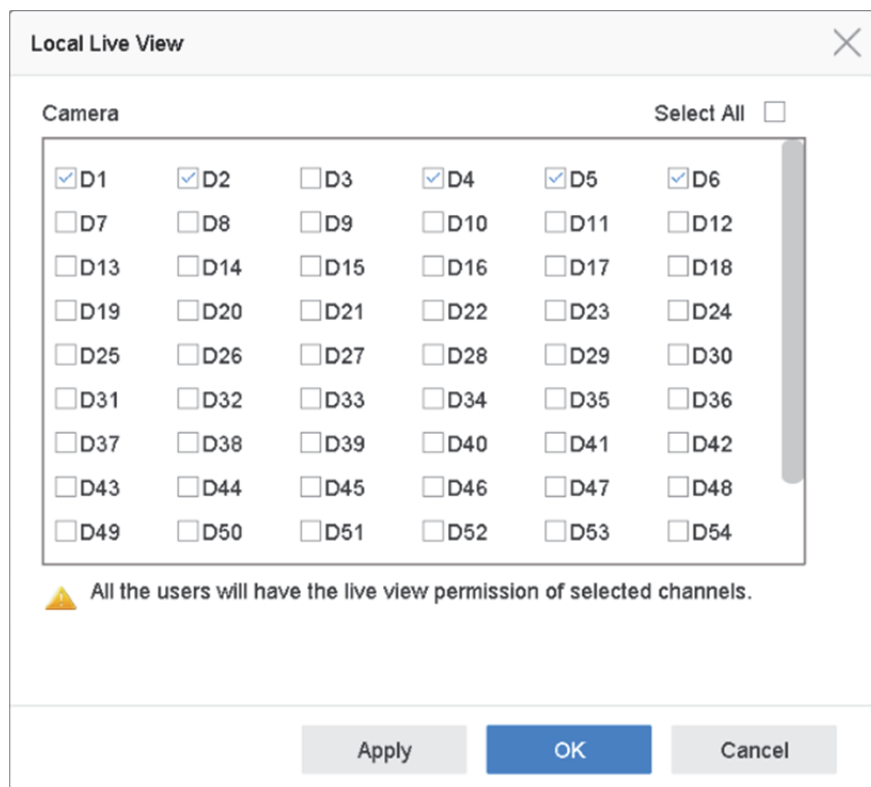 Local Live View
Camera Select All
D1 D2 D3 D4 D5 D6
D7 D8 D9 D10 D11 D12
D13 D14 D15 D16 D17 D18
D19 D20 D21 D22 D23 D24
D25 D26 D27 D28 D29 D30
D31 D32 D33 D34 D35 D36
D37 D38 D39 D40 D41 D42
D43 D44 D45 D46 D47 D48
D49 D50 D51 D52 D53 D54
All the users will have the live view permission of selected channels.
Apply OK Cancel